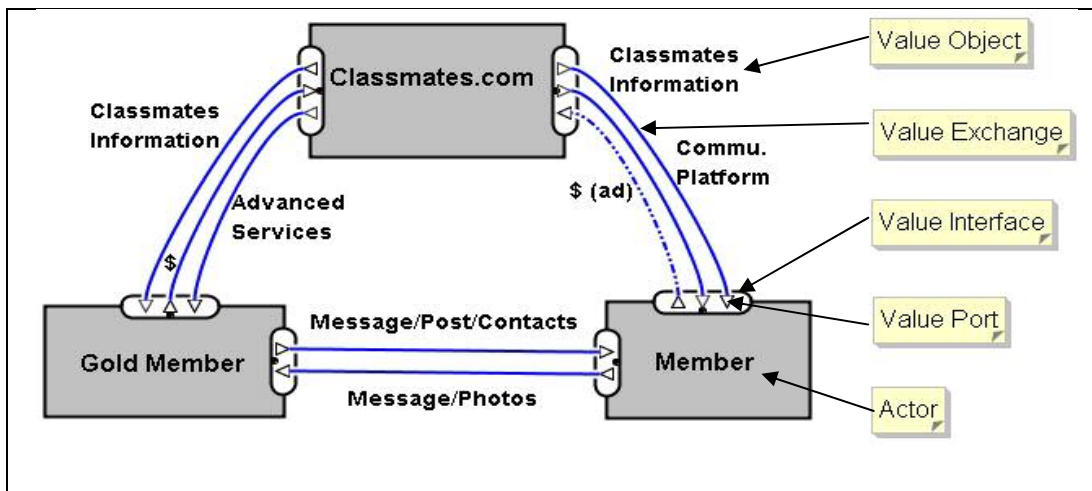 Classmates.com
Classmates
Information
Classmates
Information
Value Object
Value Exchange
Commu.
Platform
$ (ad)
Advanced
Services
$
Value Interface
Message/Post/Contacts
Value Port
Gold Member
Member
Message/Photos
Actor